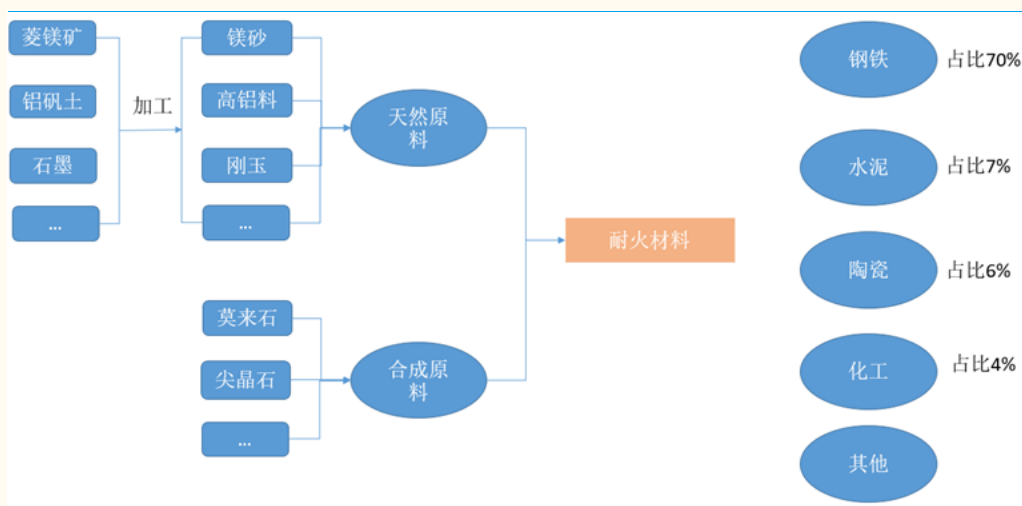 菱镁矿
铝矾土
石墨
...
加工
镁砂
高铝料
刚玉
...
天然原
料
莫来石
尖晶石
...
合成原
料
耐火材料
钢铁
占比70%
水泥
占比7%
陶瓷
占比6%
化工
占比4%
其他